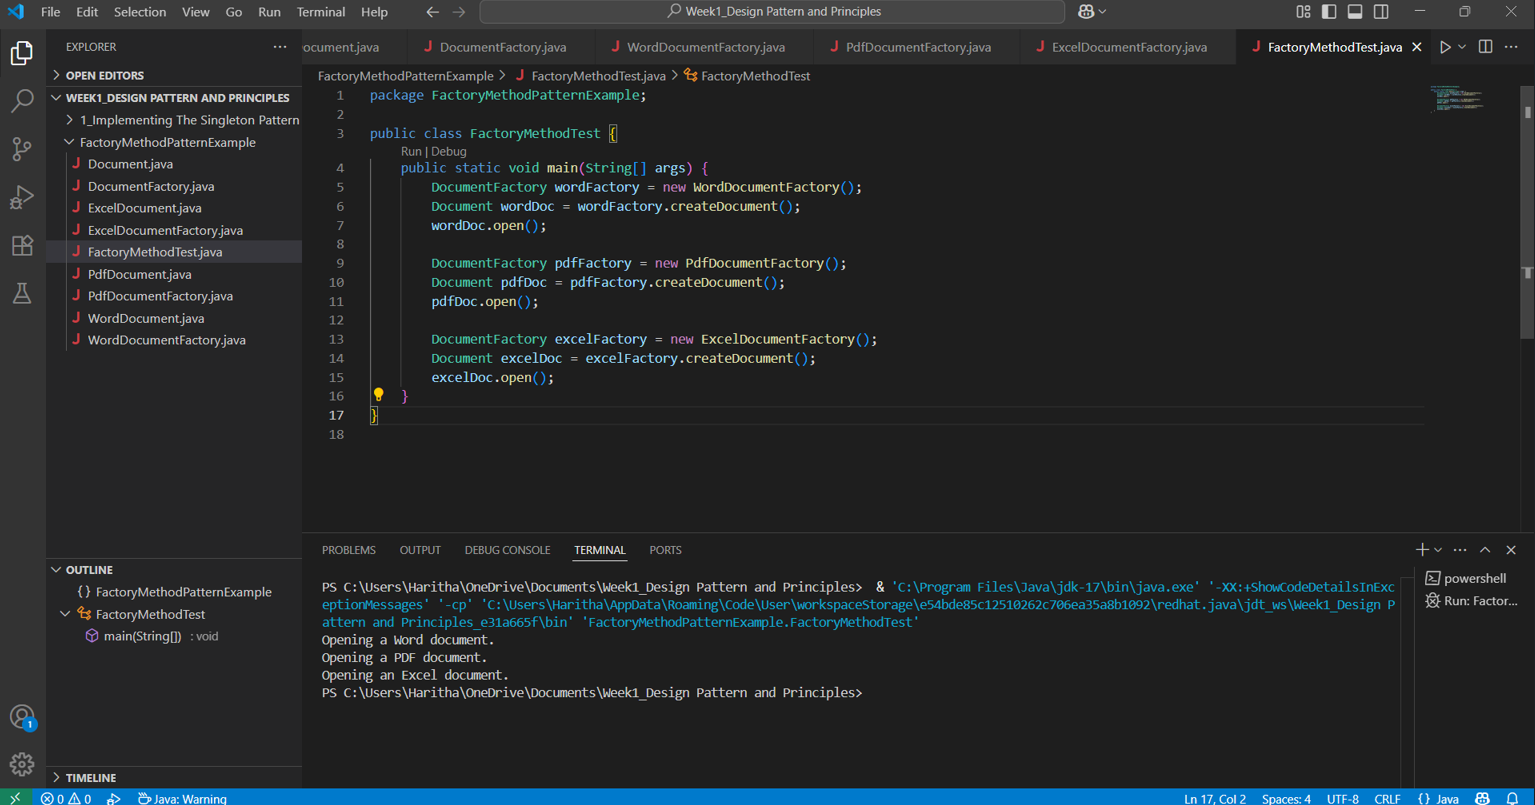 File Edit Selection View Go Run Terminal Help
Week1_Design Pattern and Principles
EXPLORER
OPEN EDITORS
WEEK1_DESIGN PATTERN AND PRINCIPLES
1_Implementing The Singleton Pattern
FactoryMethodPatternExample
J Document.java
J DocumentFactory.java
J ExcelDocument.java
J ExcelDocumentFactory.java
J FactoryMethodTest.java
J PdfDocument.java
J PdfDocumentFactory.java
J WordDocument.java
J WordDocumentFactory.java
OUTLINE
{} FactoryMethodPatternExample
FactoryMethodTest
main(String[]) : void
TIMELINE
ocument.java J DocumentFactory.java J WordDocumentFactory.java J PdfDocumentFactory.java J ExcelDocumentFactory.java J FactoryMethodTest.java
FactoryMethodPatternExample > J FactoryMethodTest.java > FactoryMethodTest
1 package FactoryMethodPatternExample;
2
3 public class FactoryMethodTest {
Run | Debug
4 public static void main(String[] args) {
5 DocumentFactory wordFactory = new WordDocumentFactory();
6 Document wordDoc = wordFactory.createDocument();
7 wordDoc.open();
8
9 DocumentFactory pdfFactory = new PdfDocumentFactory();
10 Document pdfDoc = pdfFactory.createDocument();
11 pdfDoc.open();
12
13 DocumentFactory excelFactory = new ExcelDocumentFactory();
14 Document excelDoc = excelFactory.createDocument();
15 excelDoc.open();
16 }
17 }
18
PROBLEMS OUTPUT DEBUG CONSOLE TERMINAL PORTS
PS C:\Users\Haritha\OneDrive\Documents\Week1_Design Pattern and Principles> & 'C:\Program Files\Java\jdk-17\bin\java.exe' '-XX:+ShowCodeDetailsInExc
eptionMessages' '-cp' 'C:\Users\Haritha\AppData\Roaming\Code\User\workspaceStorage\e54bde85c12510262c706ea35a8b1092\redhat.java\jdt_ws\Week1_Design P
attern and Principles_e31a665f\bin' 'FactoryMethodPatternExample.FactoryMethodTest'
Opening a Word document.
Opening a PDF document.
Opening an Excel document.
PS C:\Users\Haritha\OneDrive\Documents\Week1_Design Pattern and Principles>
powershell
Run: Factor...
1
0 0 Java: Warning Ln 17, Col 2 Spaces: 4 UTF-8 CRLF {} Java